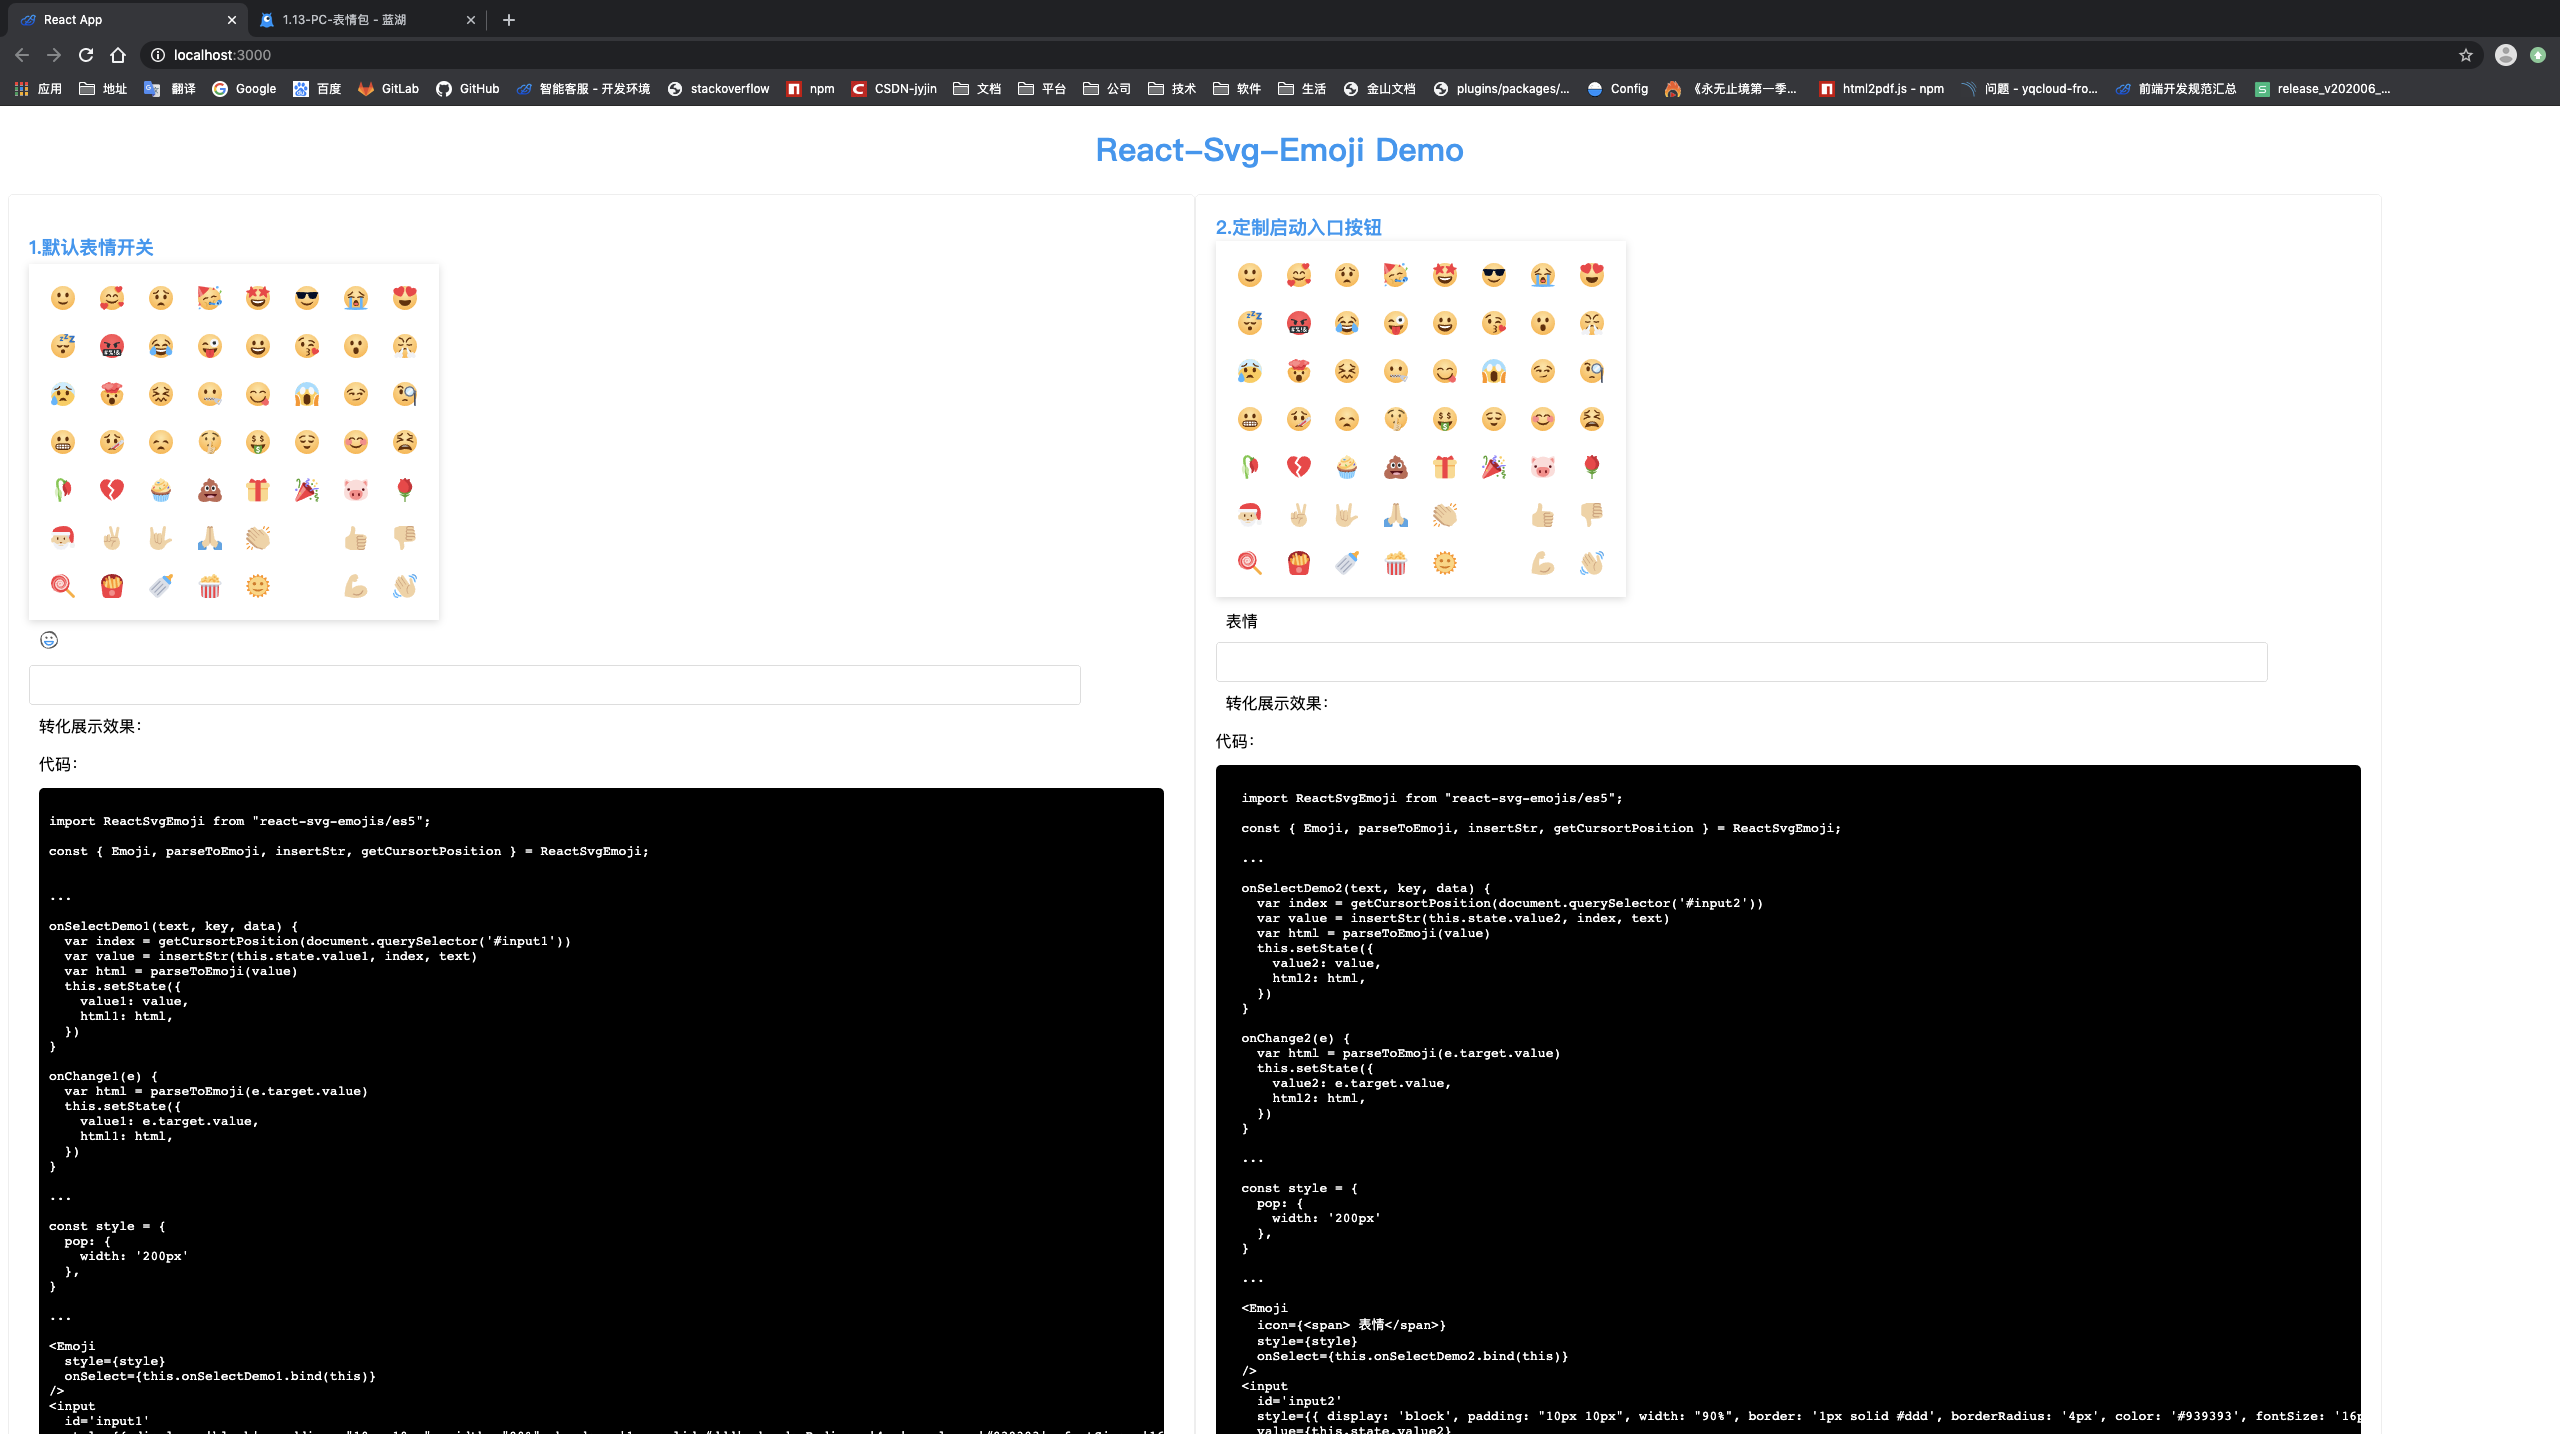 React App
1.13-PC-表情包 - 蓝湖
localhost:3000
应用 地址 翻译 Google 百度 GitLab GitHub 智能客服 - 开发环境 stackoverflow npm CSDN-jyjin 文档 平台 公司 技术 软件 生活 金山文档 plugins/packages/... Config 《永无止境第一季... html2pdf.js - npm 问题 - yqcloud-fro... 前端开发规范汇总 release_v202006_...
React-Svg-Emoji Demo
1.默认表情开关
转化展示效果：
代码：
import ReactSvgEmoji from "react-svg-emojis/es5";
const { Emoji, parseToEmoji, insertStr, getCursortPosition } = ReactSvgEmoji;
...
onSelectDemo1(text, key, data) {
  var index = getCursortPosition(document.querySelector('#input1'))
  var value = insertStr(this.state.value1, index, text)
  var html = parseToEmoji(value)
  this.setState({
    value1: value,
    html1: html,
  })
}
onChange1(e) {
  var html = parseToEmoji(e.target.value)
  this.setState({
    value1: e.target.value,
    html1: html,
  })
}
...
const style = {
  pop: {
    width: '200px'
  },
}
...
<Emoji
  style={style}
  onSelect={this.onSelectDemo1.bind(this)}
/>
<input
  id='input1'
2.定制启动入口按钮
表情
转化展示效果：
代码：
import ReactSvgEmoji from "react-svg-emojis/es5";
const { Emoji, parseToEmoji, insertStr, getCursortPosition } = ReactSvgEmoji;
...
onSelectDemo2(text, key, data) {
  var index = getCursortPosition(document.querySelector('#input2'))
  var value = insertStr(this.state.value2, index, text)
  var html = parseToEmoji(value)
  this.setState({
    value2: value,
    html2: html,
  })
}
onChange2(e) {
  var html = parseToEmoji(e.target.value)
  this.setState({
    value2: e.target.value,
    html2: html,
  })
}
...
const style = {
  pop: {
    width: '200px'
  },
}
...
<Emoji
  icon={<span> 表情</span>}
  style={style}
  onSelect={this.onSelectDemo2.bind(this)}
/>
<input
  id='input2'
  style={{ display: 'block', padding: "10px 10px", width: "90%", border: '1px solid #ddd', borderRadius: '4px', color: '#939393', fontSize: '16p
  value={this.state.value2}